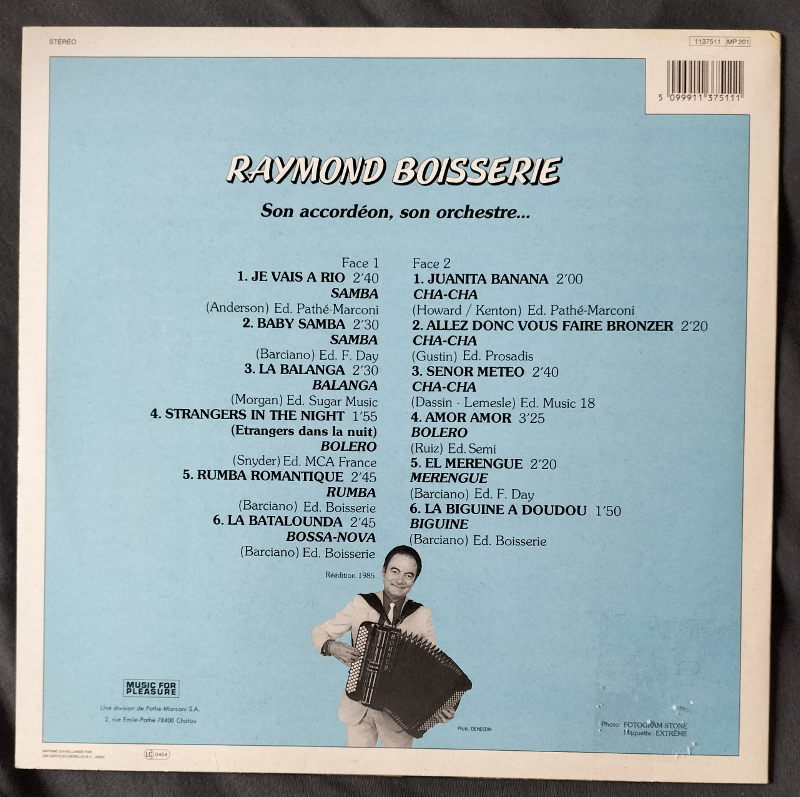 STEREO
1137511 MP 201
5 099911 375111
RAYMOND BOISSERIE
Son accordéon, son orchestre...
Face 1
1. JE VAIS A RIO 2'40
SAMBA
(Anderson) Ed. Pathé-Marconi
2. BABY SAMBA 2'30
SAMBA
(Barciano) Ed. F. Day
3. LA BALANGA 2'30
BALANGA
(Morgan) Ed. Sugar Music
4. STRANGERS IN THE NIGHT 1'55
(Etrangers dans la nuit)
BOLERO
(Snyder) Ed. MCA France
5. RUMBA ROMANTIQUE 2'45
RUMBA
(Barciano) Ed. Boisserie
6. LA BATALOUNDA 2'45
BOSSA-NOVA
(Barciano) Ed. Boisserie
Face 2
1. JUANITA BANANA 2'00
CHA-CHA
(Howard / Kenton) Ed. Pathé-Marconi
2. ALLEZ DONC VOUS FAIRE BRONZER 2'20
CHA-CHA
(Gustin) Ed. Prosadis
3. SENOR METEO 2'40
CHA-CHA
(Dassin - Lemesle) Ed. Music 18
4. AMOR AMOR 3'25
BOLERO
(Ruiz) Ed. Semi
5. EL MERENGUE 2'20
MERENGUE
(Barciano) Ed. F. Day
6. LA BIGUINE A DOUDOU 1'50
BIGUINE
(Barciano) Ed. Boisserie
Réédition 1985
MUSIC FOR
PLEASURE
Une division de Pathé-Marconi S.A.
2, rue Emile-Pathé 78400 Chatou
Photo : DENESDIN
Photo : FOTOGRAM-STONE
Maquette : EXTRÊME
LC 0464